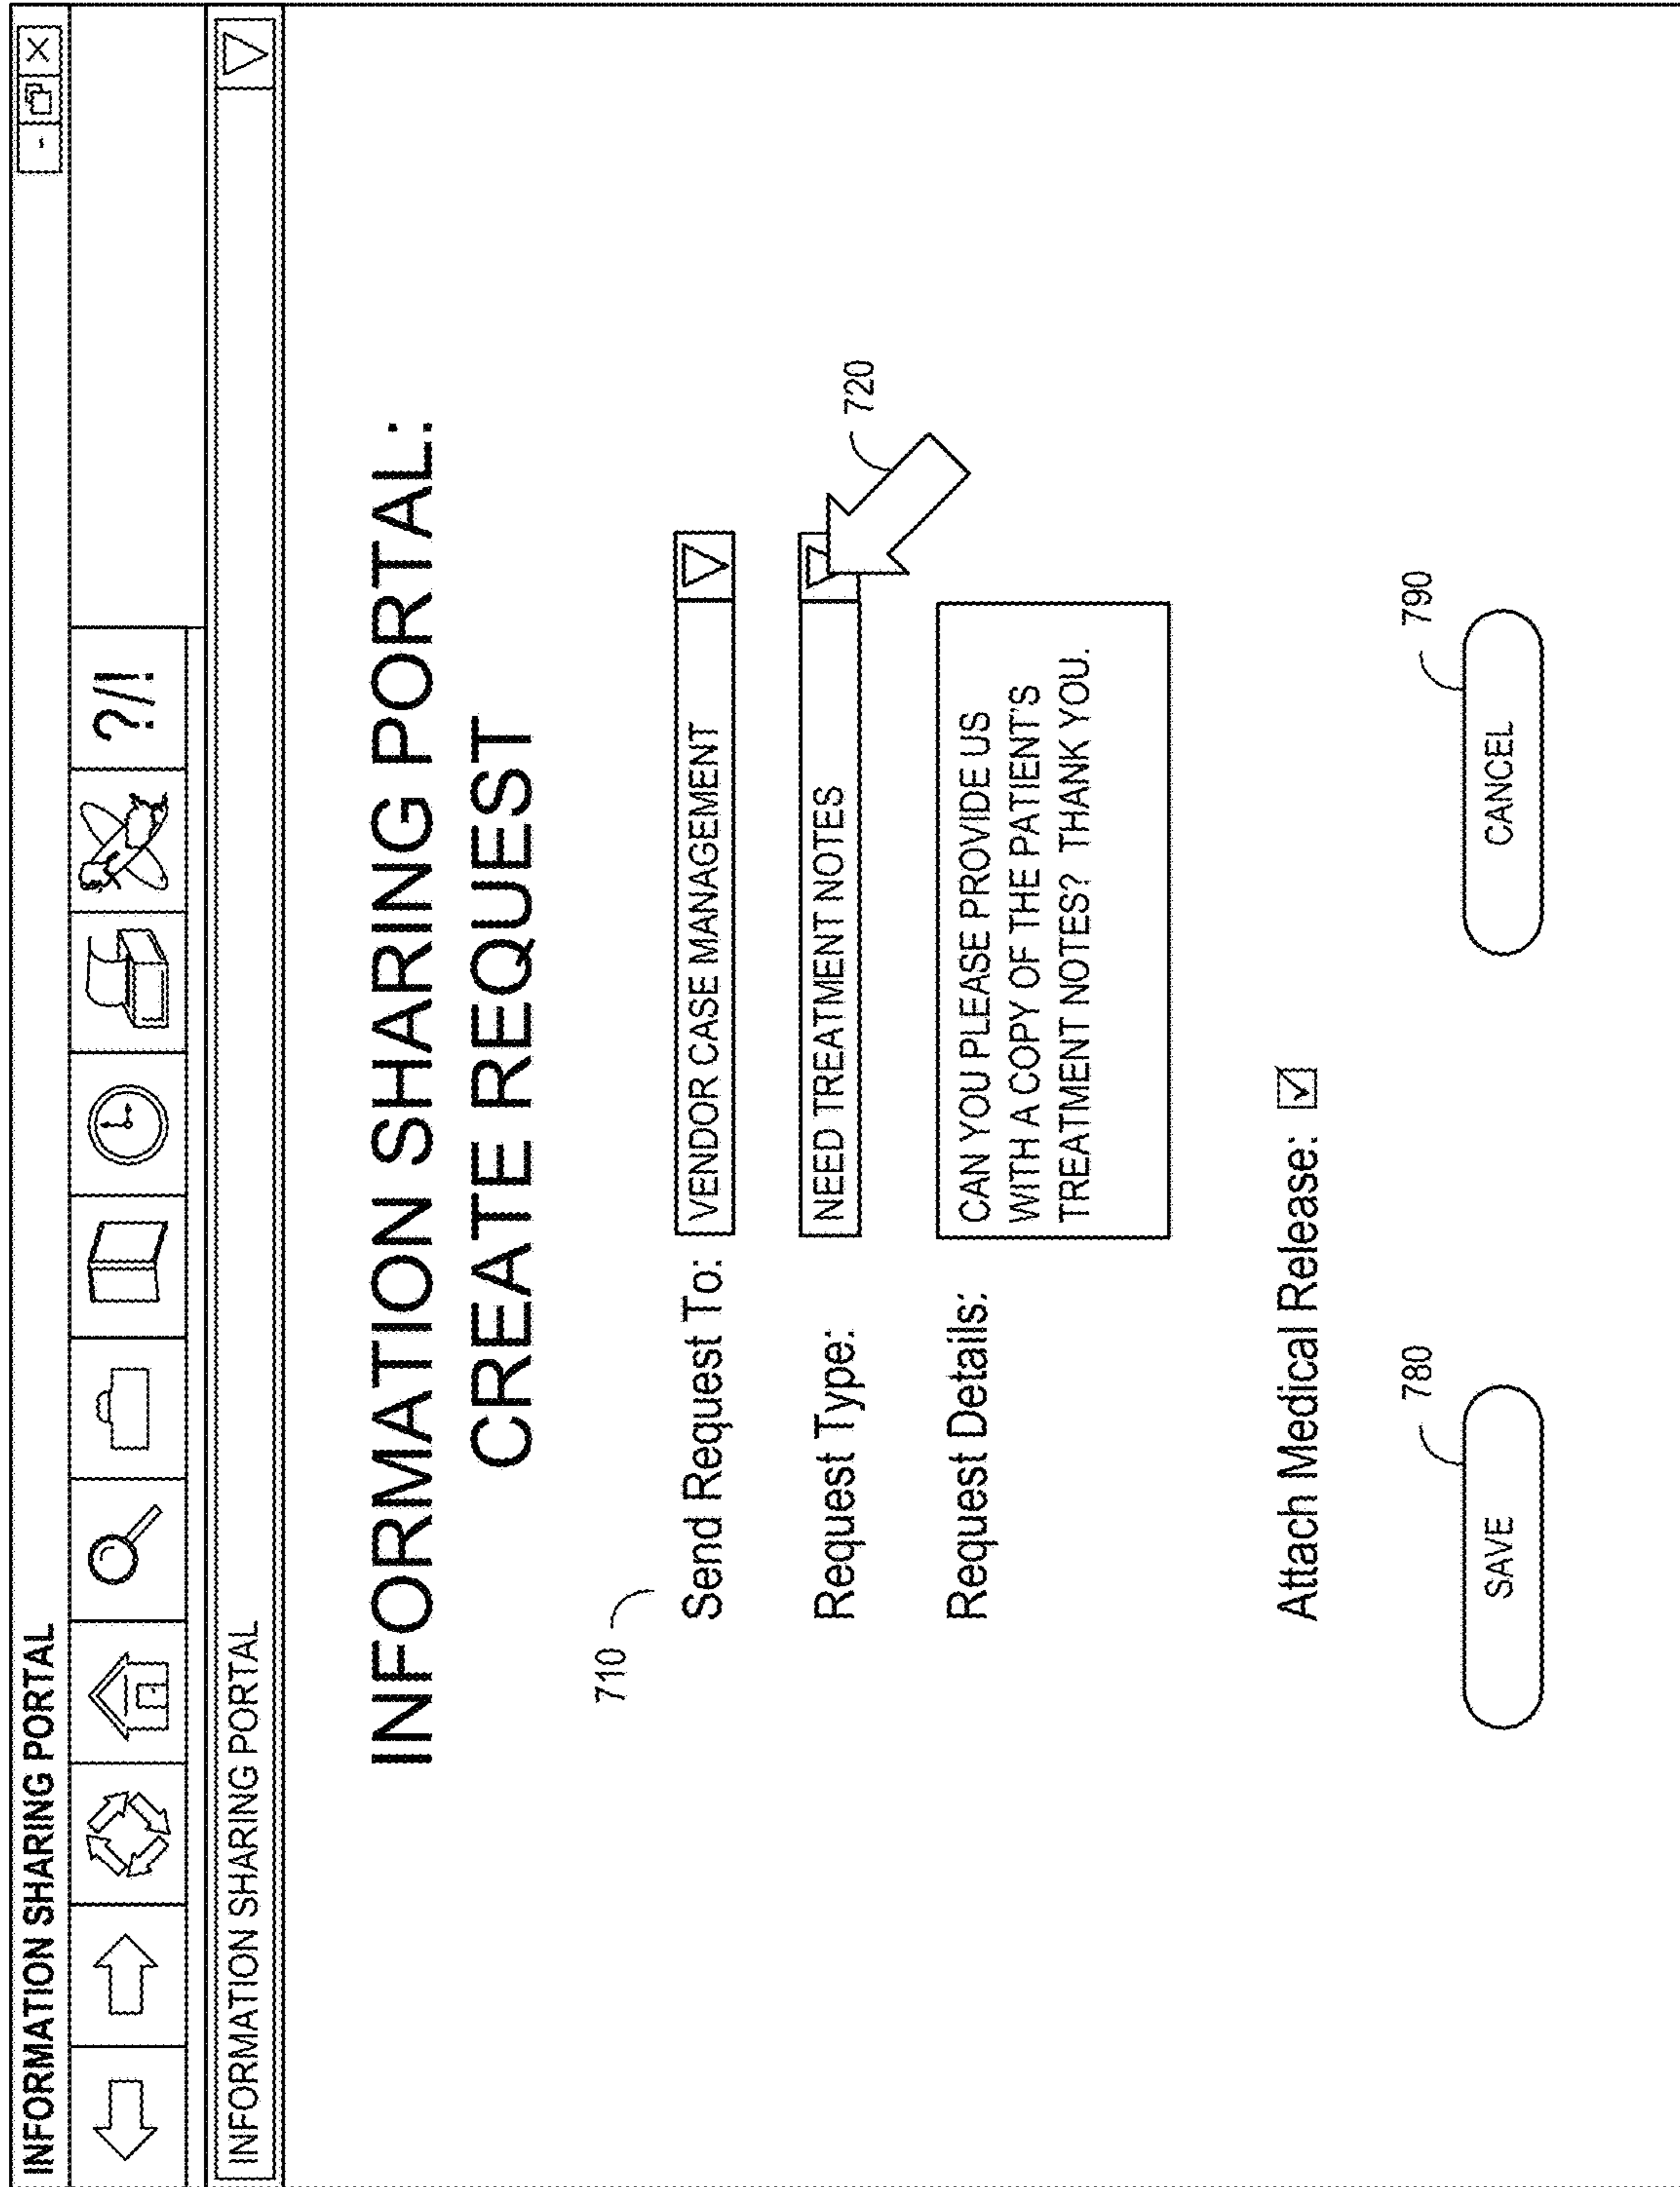 INFORMATION SHARING PORTAL
- X
?/!
INFORMATION SHARING PORTAL
INFORMATION SHARING PORTAL:
CREATE REQUEST
710
Send Request To: VENDOR CASE MANAGEMENT
Request Type: NEED TREATMENT NOTES
720
Request Details: CAN YOU PLEASE PROVIDE US
WITH A COPY OF THE PATIENT'S
TREATMENT NOTES? THANK YOU.
Attach Medical Release:
780
790
SAVE
CANCEL